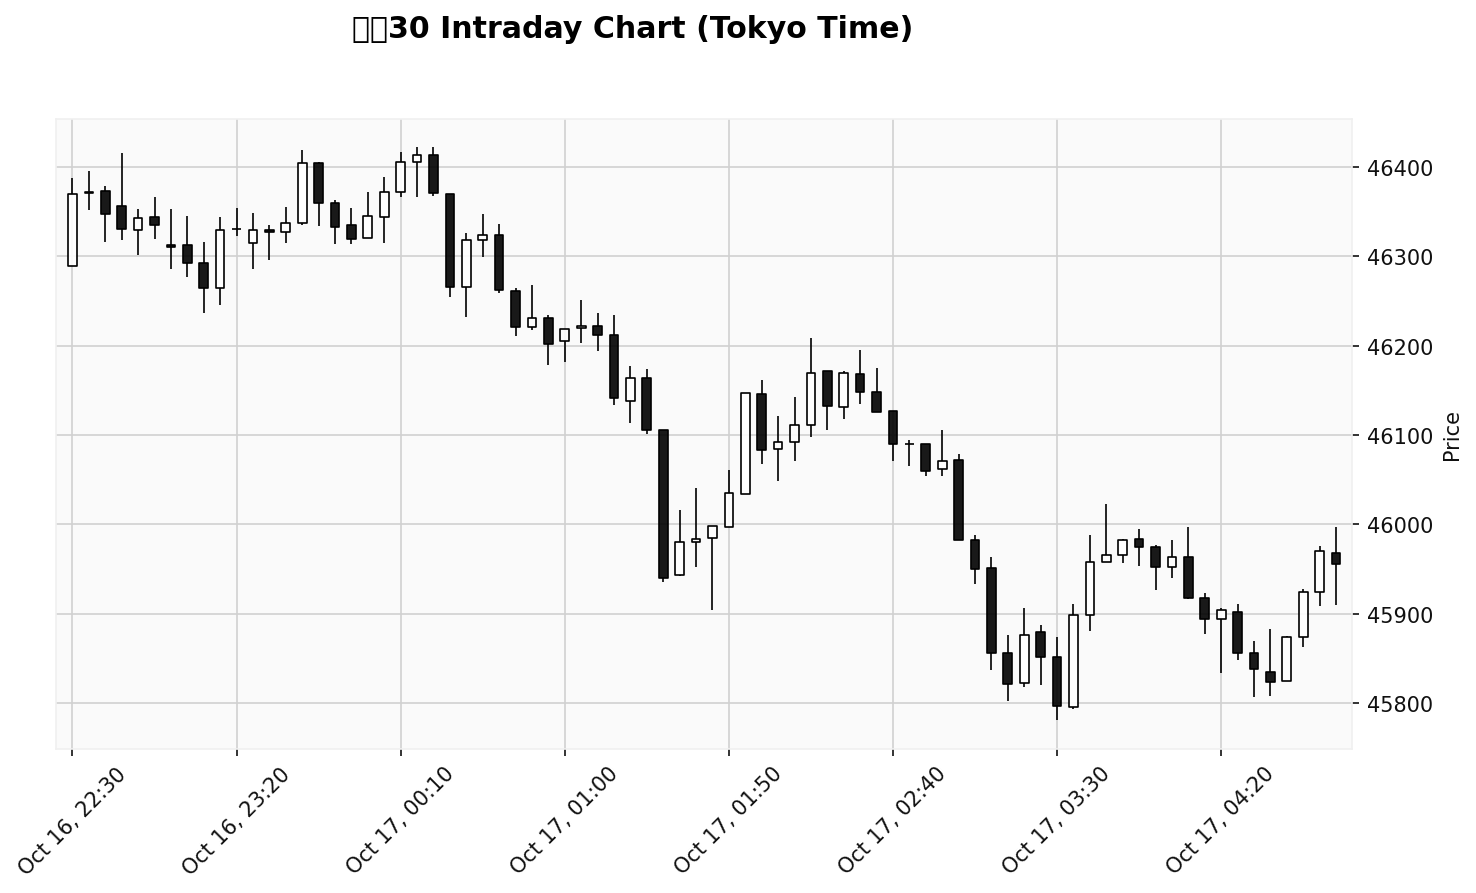 30 Intraday Chart (Tokyo Time)
46400
46300
46200
46100
46000
45900
45800
Price
Oct 16, 22:30
Oct 16, 23:20
Oct 17, 00:10
Oct 17, 01:00
Oct 17, 01:50
Oct 17, 02:40
Oct 17, 03:30
Oct 17, 04:20